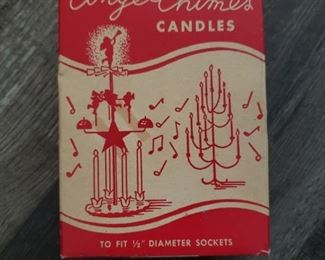 Angel Chimes
CANDLES
TO FIT ½" DIAMETER SOCKETS